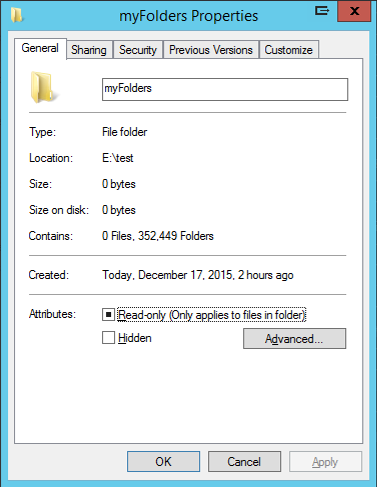 myFolders Properties
General Sharing Security Previous Versions Customize
myFolders
Type: File folder
Location: E:\test
Size: 0 bytes
Size on disk: 0 bytes
Contains: 0 Files, 352,449 Folders
Created: Today, December 17, 2015, 2 hours ago
Attributes: Read-only (Only applies to files in folder)
Hidden Advanced...
OK Cancel Apply